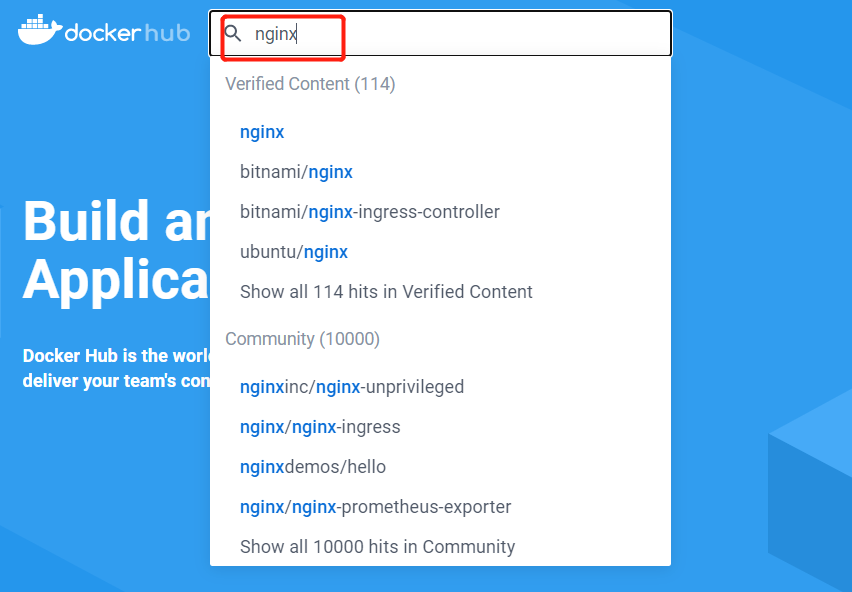 docker hub
nginx
Verified Content (114)
nginx
bitnami/nginx
bitnami/nginx-ingress-controller
ubuntu/nginx
Show all 114 hits in Verified Content
Community (10000)
nginxinc/nginx-unprivileged
nginx/nginx-ingress
nginxdemos/hello
nginx/nginx-prometheus-exporter
Show all 10000 hits in Community
Build an
Applica
Docker Hub is the worl
deliver your team's con